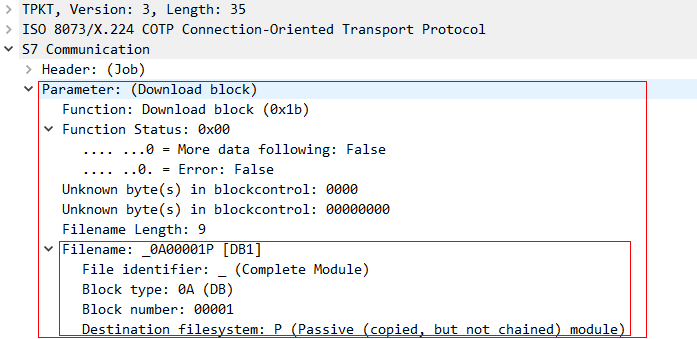 TPKT, Version: 3, Length: 35
ISO 8073/X.224 COTP Connection-Oriented Transport Protocol
S7 Communication
Header: (Job)
Parameter: (Download block)
Function: Download block (0x1b)
Function Status: 0x00
.... ...0 = More data following: False
.... ..0. = Error: False
Unknown byte(s) in blockcontrol: 0000
Unknown byte(s) in blockcontrol: 00000000
Filename Length: 9
Filename: _0A00001P [DB1]
File identifier: _ (Complete Module)
Block type: 0A (DB)
Block number: 00001
Destination filesystem: P (Passive (copied, but not chained) module)